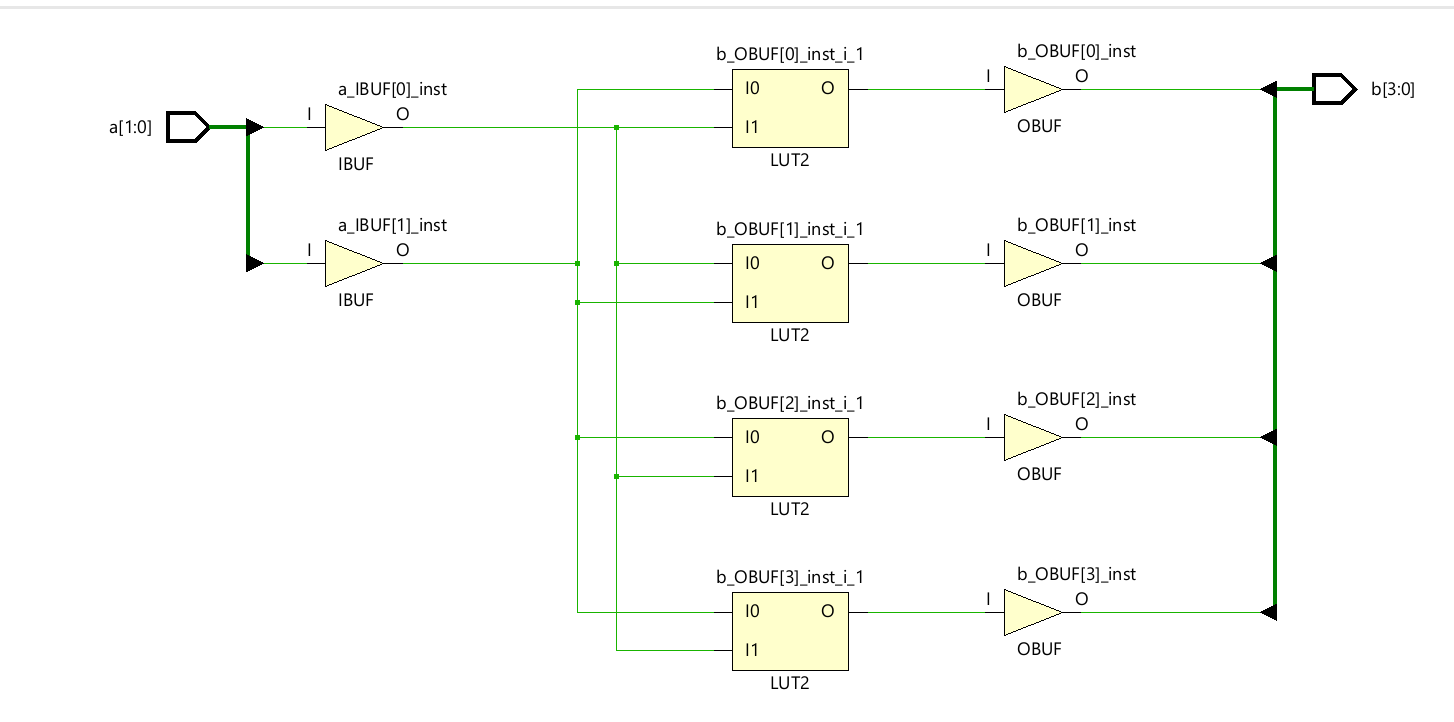 b_OBUF[0]_inst_i_1
b_OBUF[0]_inst
a_IBUF[0]_inst
I0 O
I O
b[3:0]
a[1:0]
I O
I1
OBUF
IBUF
LUT2
a_IBUF[1]_inst
b_OBUF[1]_inst_i_1
b_OBUF[1]_inst
I O
I0 O
I O
I1
IBUF
OBUF
LUT2
b_OBUF[2]_inst_i_1
b_OBUF[2]_inst
I0 O
I O
I1
OBUF
LUT2
b_OBUF[3]_inst_i_1
b_OBUF[3]_inst
I0 O
I O
I1
OBUF
LUT2